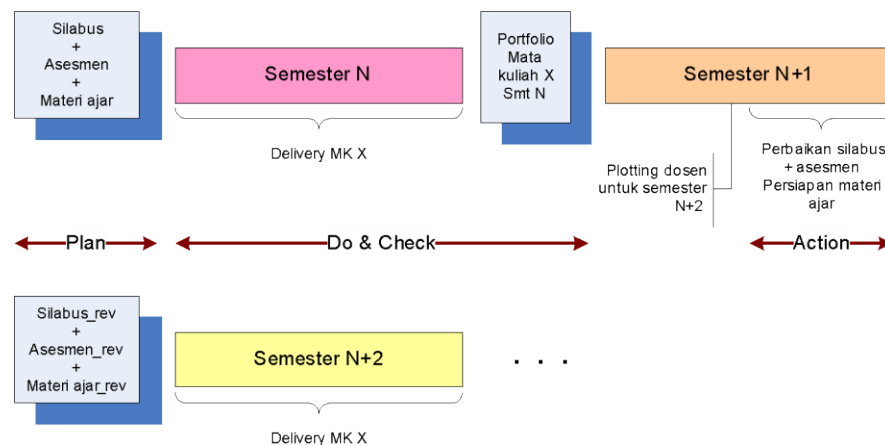 Silabus
+
Asesmen
+
Materi ajar
Semester N
Delivery MK X
Portfolio
Mata
kuliah X
Smt N
Semester N+1
Plotting dosen
untuk semester
N+2
Perbaikan silabus
+ asesmen
Persiapan materi
ajar
Plan
Do & Check
Action
Silabus_rev
+
Asesmen_rev
+
Materi ajar_rev
Semester N+2
. . .
Delivery MK X